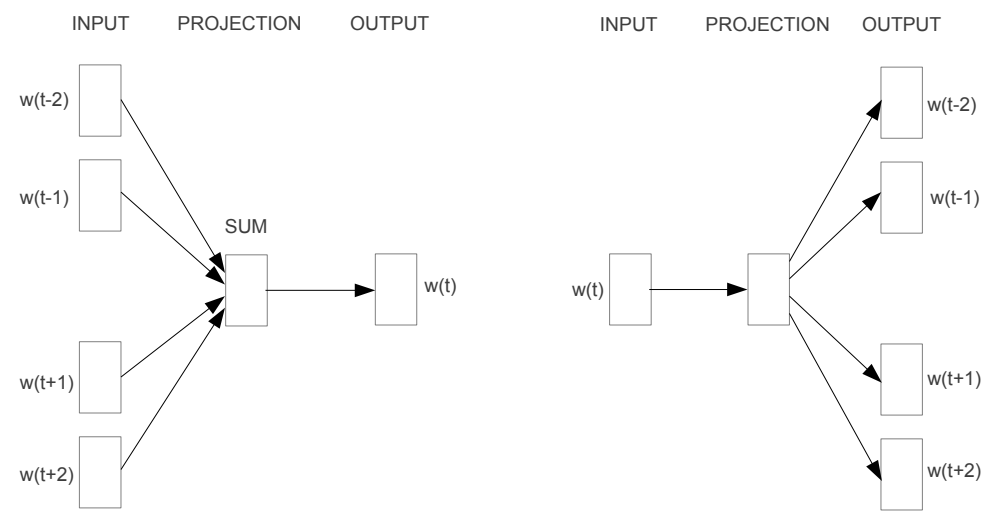 INPUT PROJECTION OUTPUT
w(t-2)
w(t-1)
SUM
w(t)
w(t+1)
w(t+2)
INPUT PROJECTION OUTPUT
w(t-2)
w(t-1)
w(t)
w(t+1)
w(t+2)